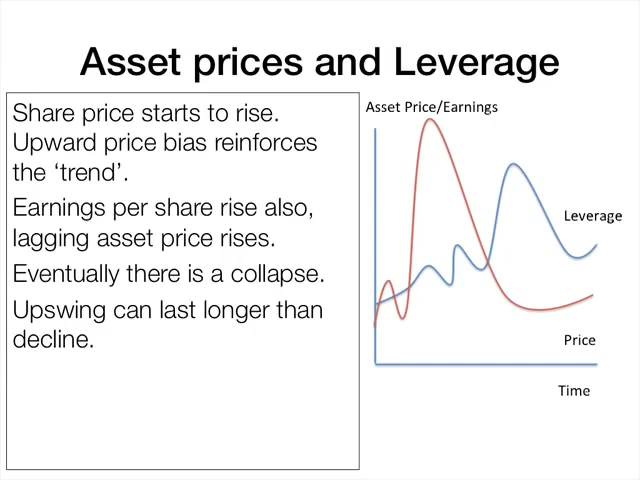 Asset prices and Leverage
Share price starts to rise.
Upward price bias reinforces
the ‘trend’.
Earnings per share rise also,
lagging asset price rises.
Eventually there is a collapse.
Upswing can last longer than
decline.
Asset Price/Earnings
Leverage
Price
Time